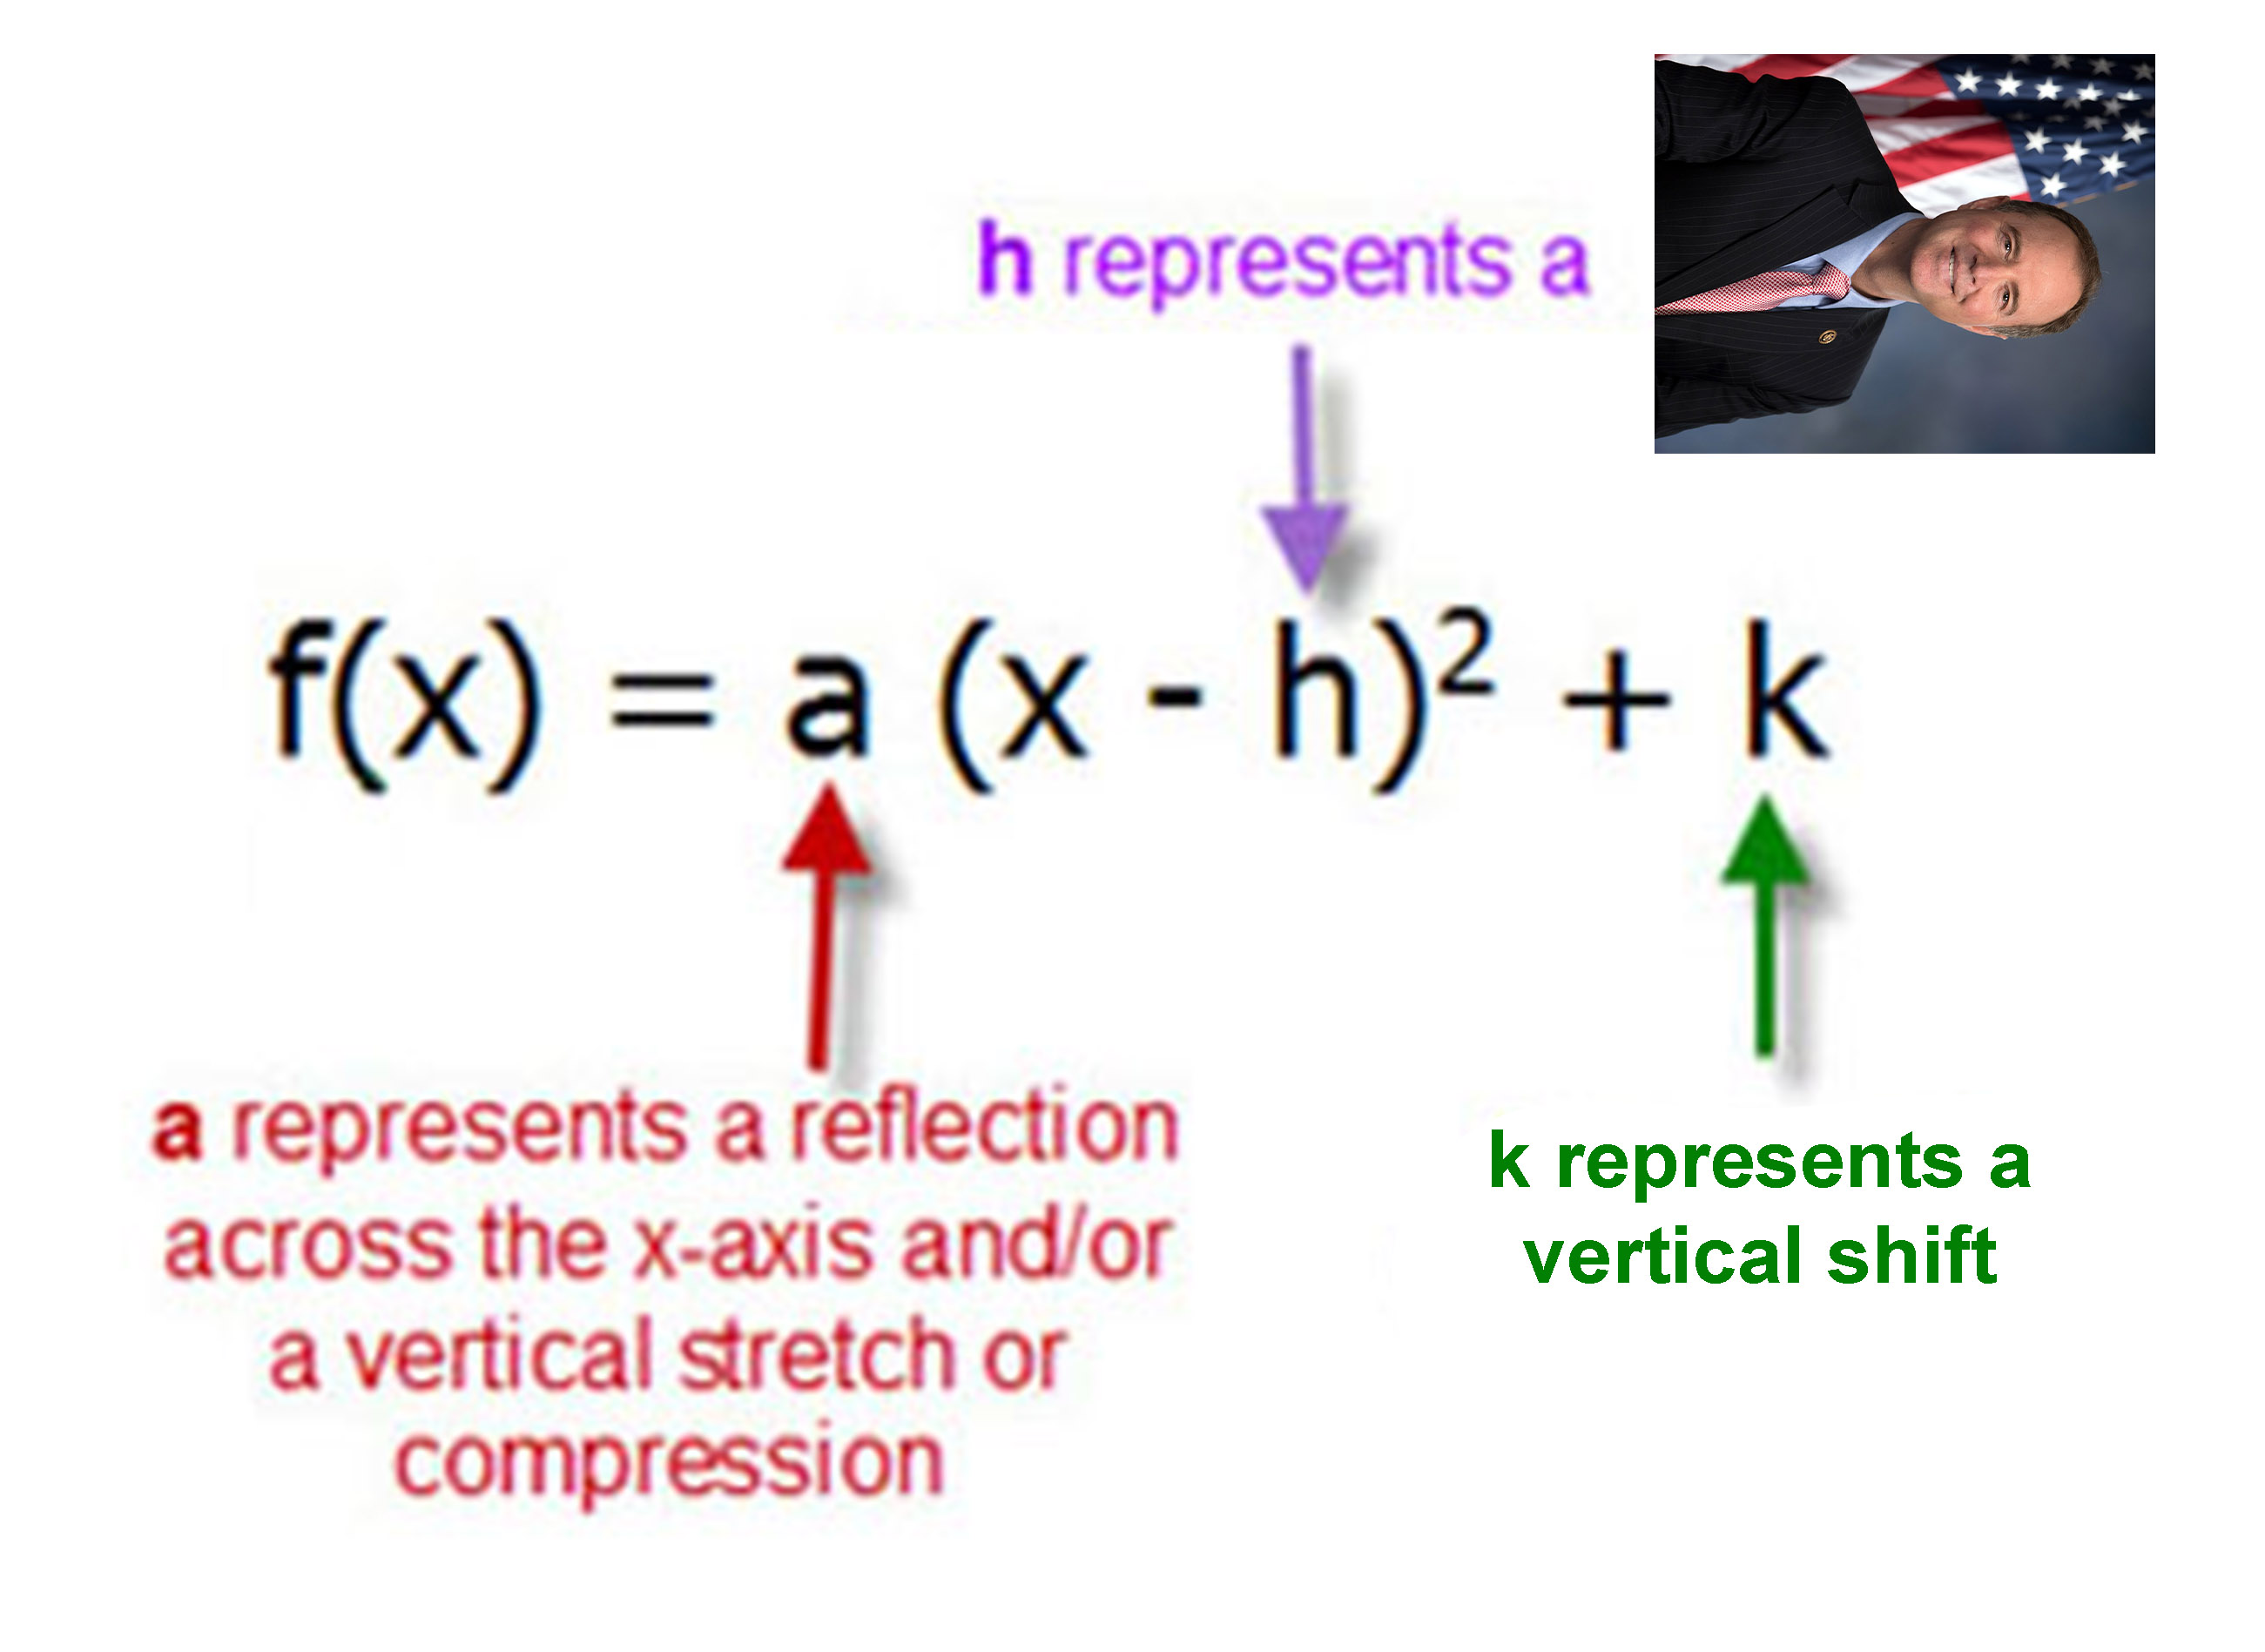 h represents a
f(x) = a (x - h)² + k
a represents a reflection
across the x-axis and/or
a vertical stretch or
compression
k represents a
vertical shift